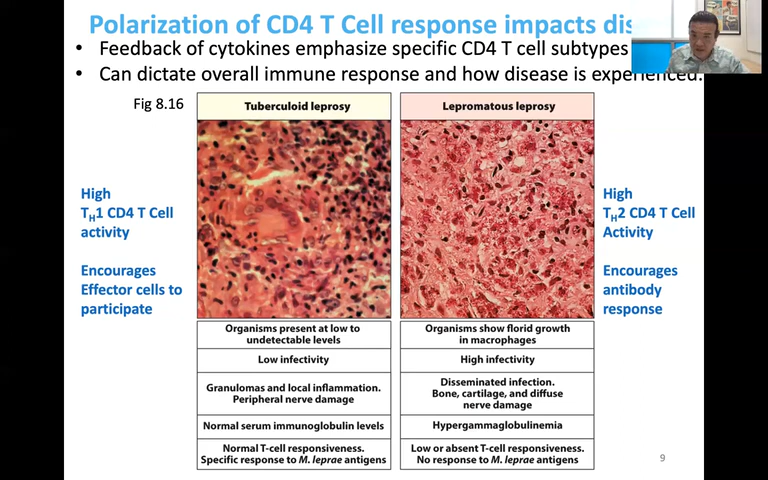 Polarization of CD4 T Cell response impacts
• Feedback of cytokines emphasize specific CD4 T cell subtypes
• Can dictate overall immune response and how disease is experienced.
Fig 8.16
Tuberculoid leprosy
Lepromatous leprosy
High
TH1 CD4 T Cell
activity
Encourages
Effector cells to
participate
High
TH2 CD4 T Cell
Activity
Encourages
antibody
response
Organisms present at low to
undetectable levels
Organisms show florid growth
in macrophages
Low infectivity
High infectivity
Granulomas and local inflammation.
Peripheral nerve damage
Disseminated infection.
Bone, cartilage, and diffuse
nerve damage
Normal serum immunoglobulin levels
Hypergammaglobulinemia
Normal T-cell responsiveness.
Specific response to M. leprae antigens
Low or absent T-cell responsiveness.
No response to M. leprae antigens
9